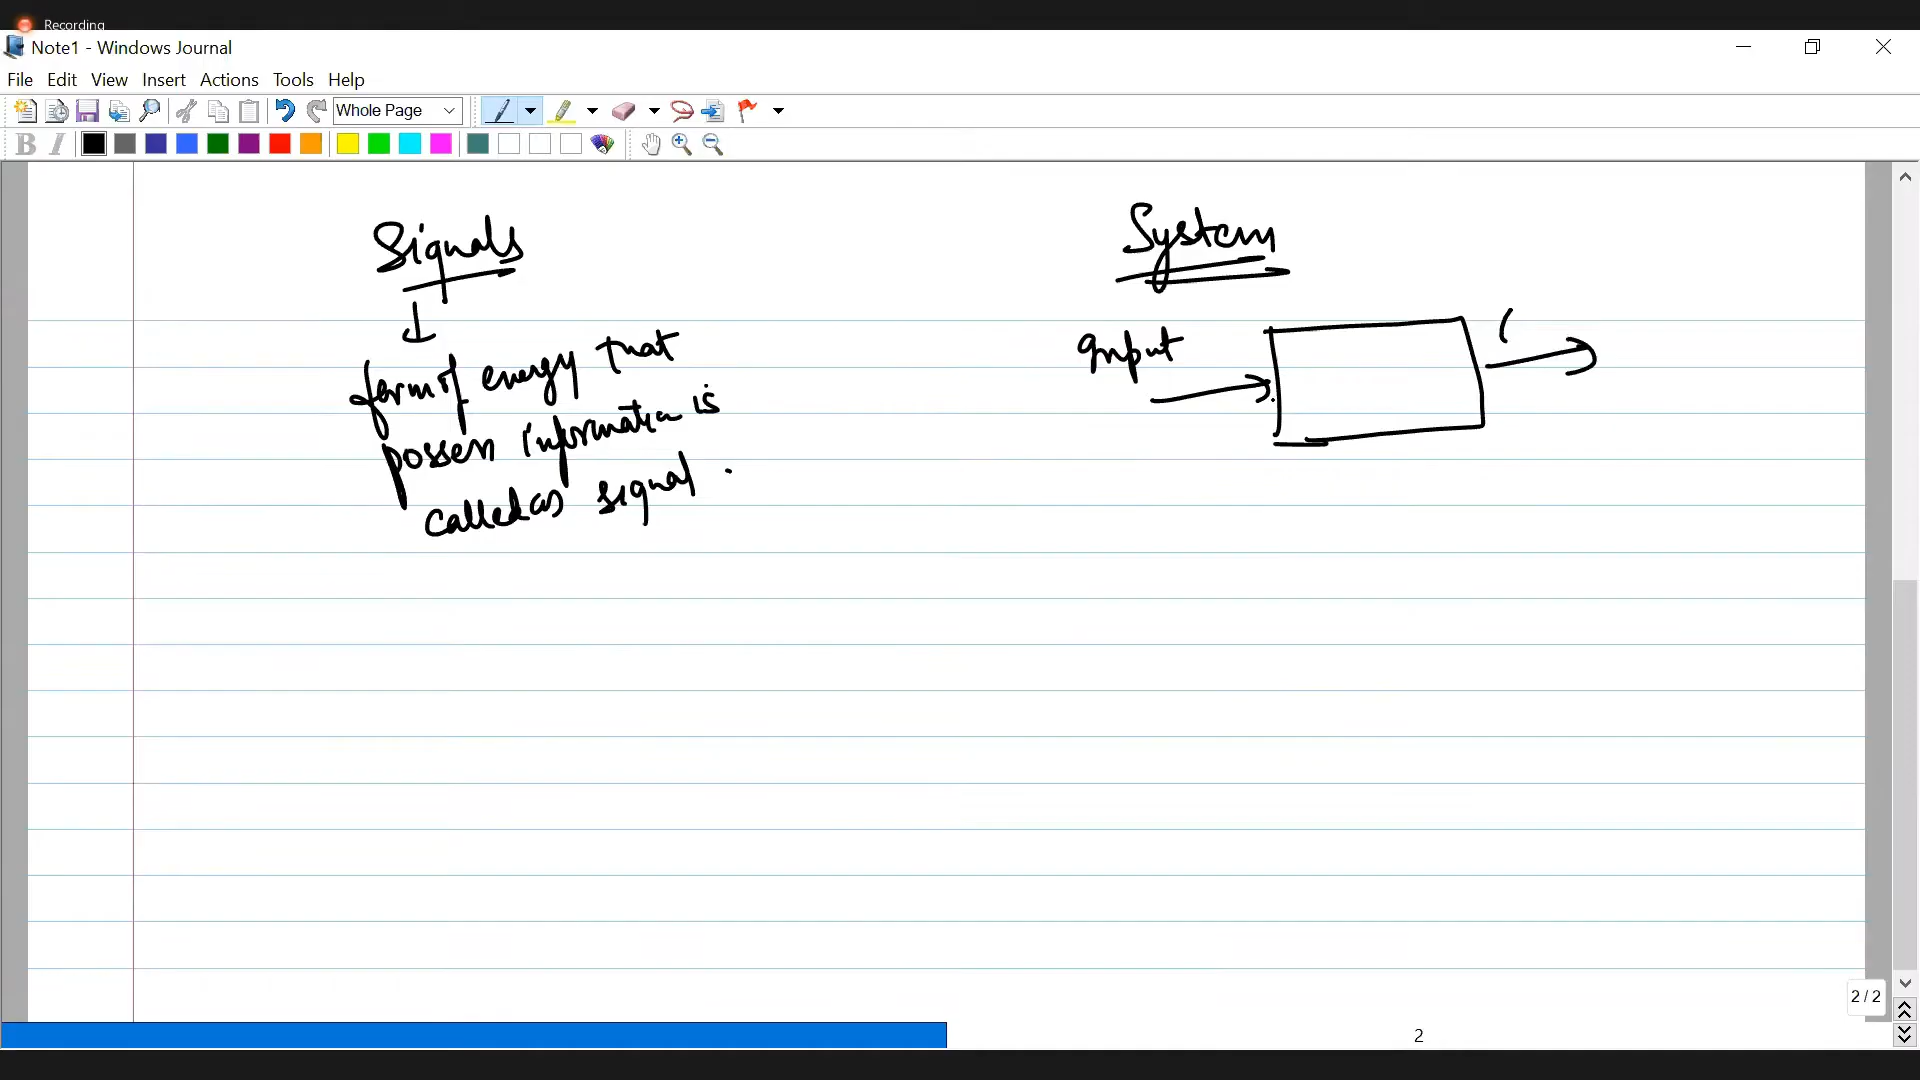 Recording
Note1 - Windows Journal
File Edit View Insert Actions Tools Help
Whole Page
B I
Signals
System
form of energy that
possess information is
called as signal .
Input
2 / 2
2